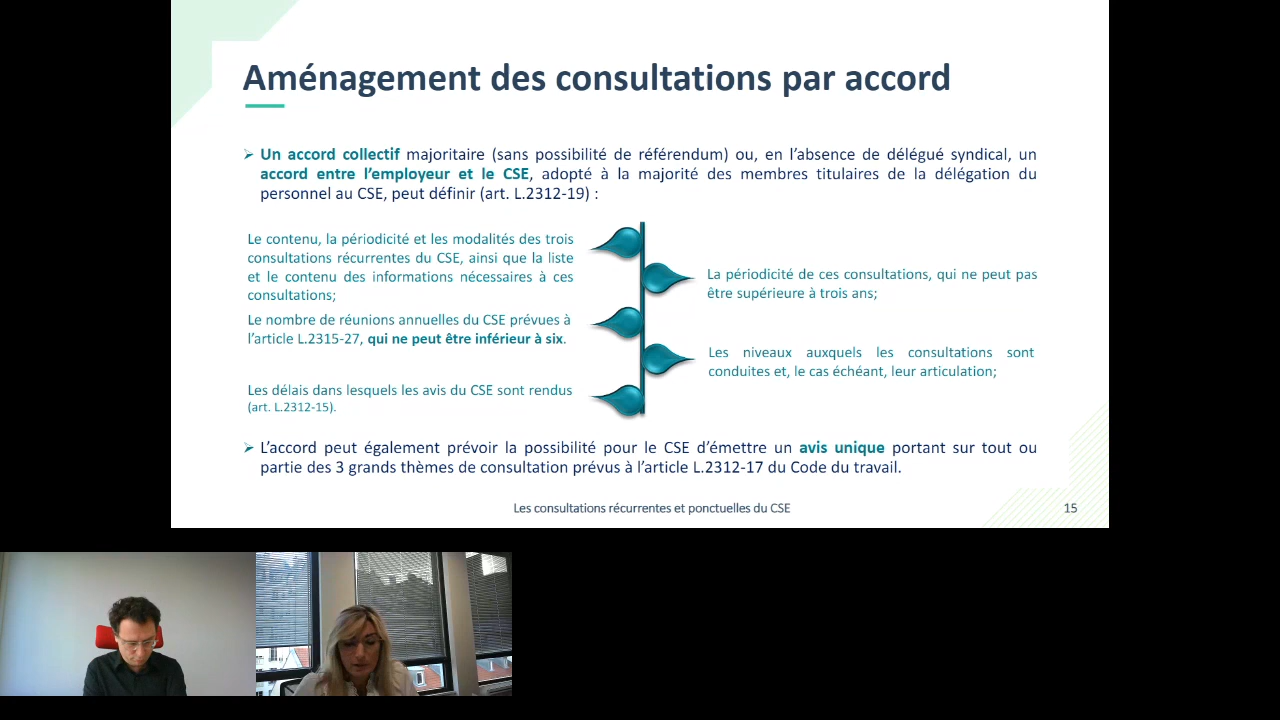 Aménagement des consultations par accord
➢ Un accord collectif majoritaire (sans possibilité de référendum) ou, en l’absence de délégué syndical, un
accord entre l’employeur et le CSE, adopté à la majorité des membres titulaires de la délégation du
personnel au CSE, peut définir (art. L.2312-19) :
Le contenu, la périodicité et les modalités des trois
consultations récurrentes du CSE, ainsi que la liste
et le contenu des informations nécessaires à ces
consultations;
La périodicité de ces consultations, qui ne peut pas
être supérieure à trois ans;
Le nombre de réunions annuelles du CSE prévues à
l’article L.2315-27, qui ne peut être inférieur à six.
Les niveaux auxquels les consultations sont
conduites et, le cas échéant, leur articulation;
Les délais dans lesquels les avis du CSE sont rendus
(art. L.2312-15).
➢ L’accord peut également prévoir la possibilité pour le CSE d’émettre un avis unique portant sur tout ou
partie des 3 grands thèmes de consultation prévus à l’article L.2312-17 du Code du travail.
Les consultations récurrentes et ponctuelles du CSE
15